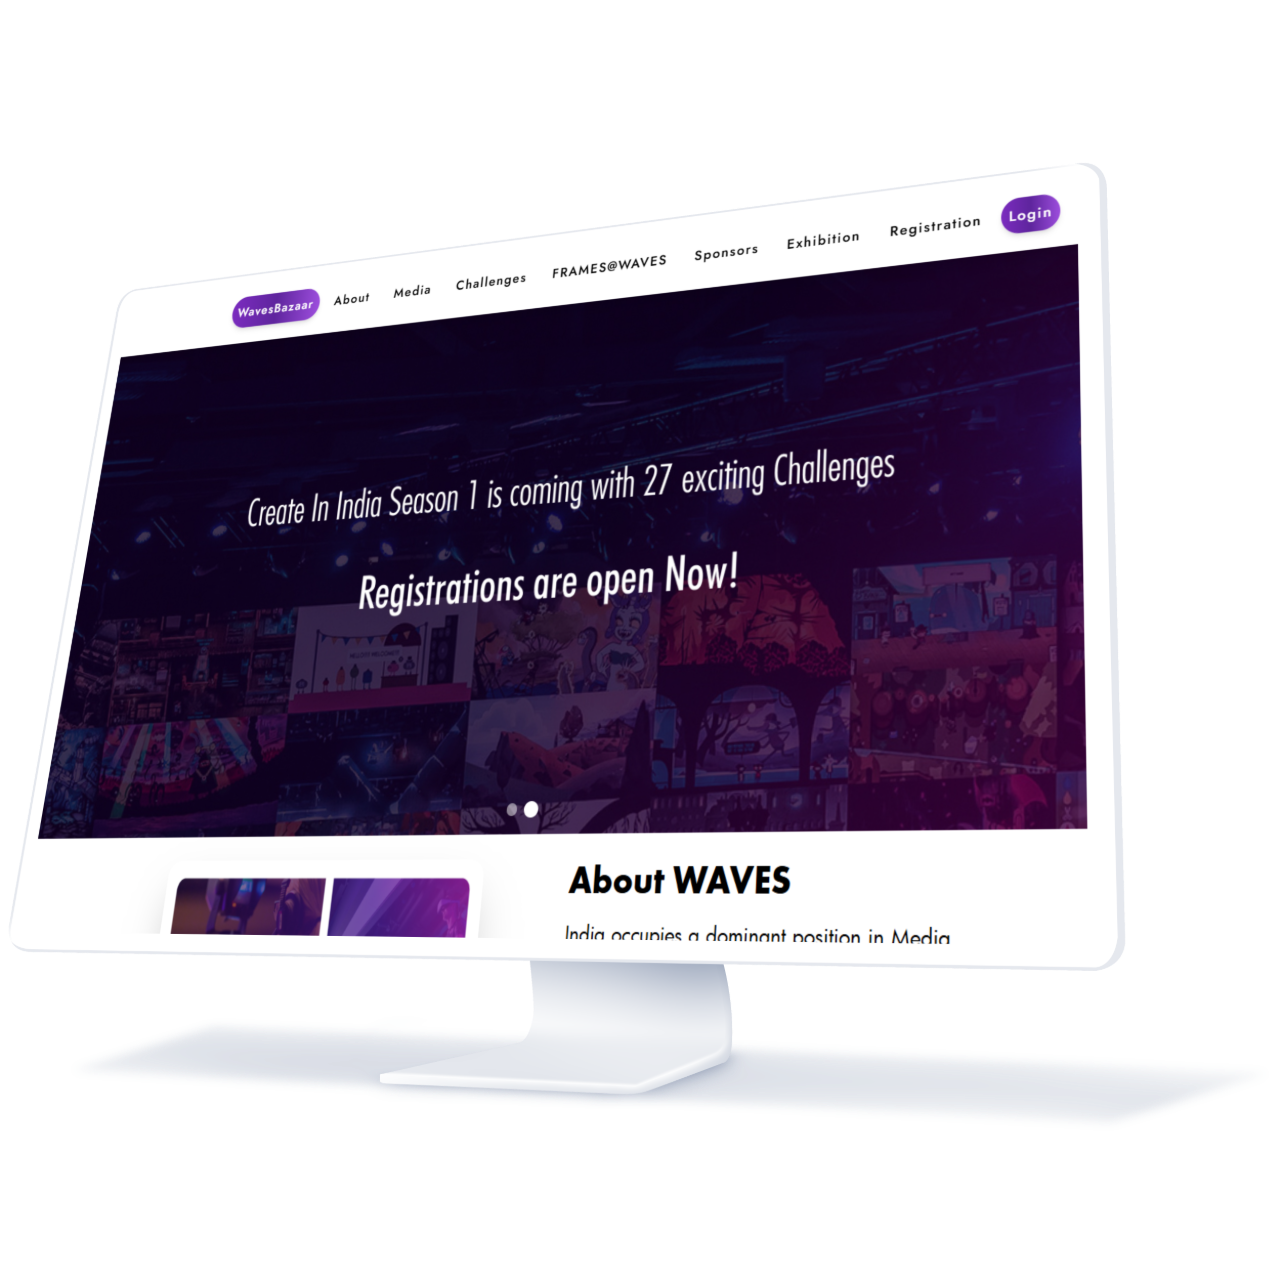 WavesBazaar
About
Media
Challenges
FRAMES@WAVES
Sponsors
Exhibition
Registration
Login
Create In India Season 1 is coming with 27 exciting Challenges
Registrations are open Now!
About WAVES
India occupies a dominant position in Media